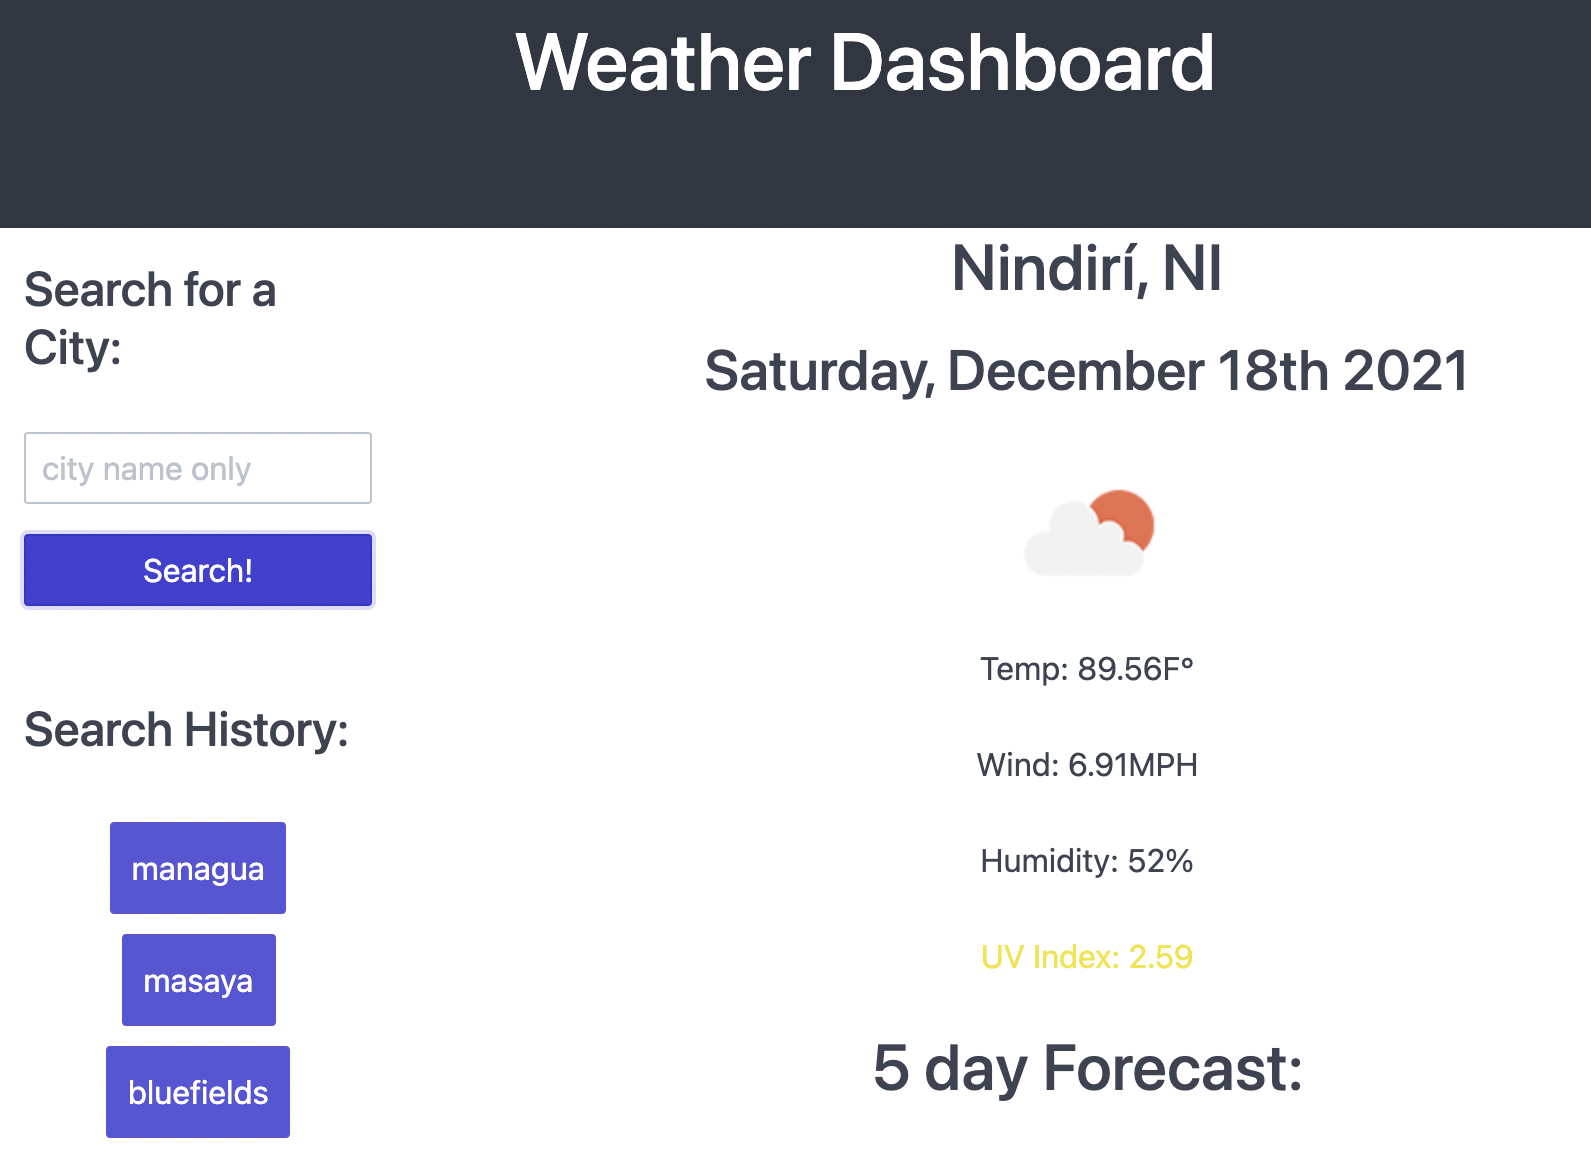 Weather Dashboard
Search for a
City:
city name only
Search!
Search History:
managua
masaya
bluefields
Nindirí, NI
Saturday, December 18th 2021
Temp: 89.56F°
Wind: 6.91MPH
Humidity: 52%
UV Index: 2.59
5 day Forecast: